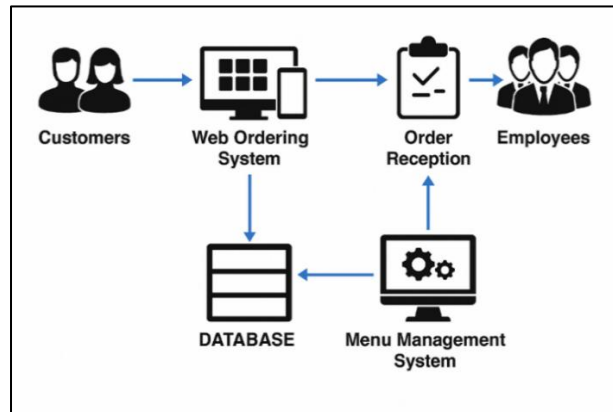 Customers
Web Ordering
System
Order
Reception
Employees
DATABASE
Menu Management
System